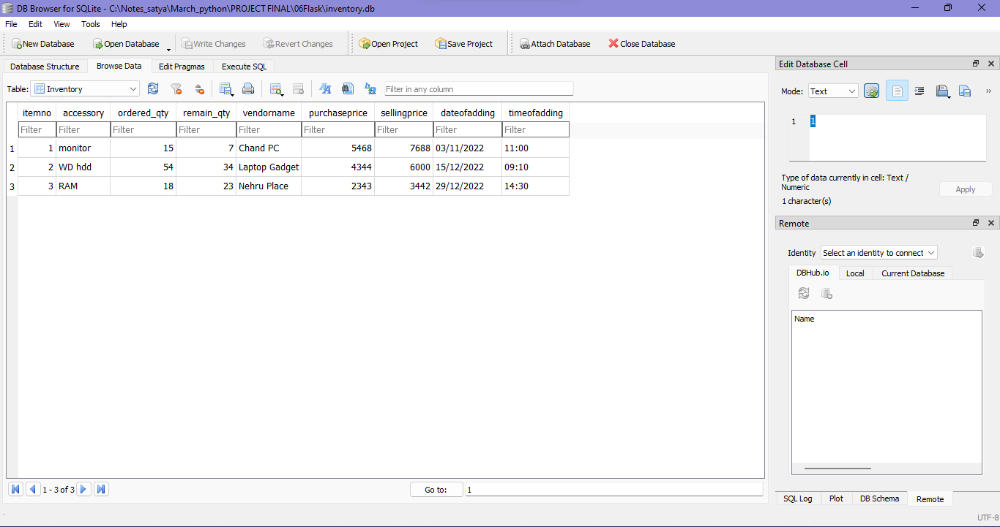 DB Browser for SQLite - C:\Notes_satya\March_python\PROJECT FINAL\06Flask\inventory.db
File Edit View Tools Help
New Database Open Database Write Changes Revert Changes Open Project Save Project Attach Database Close Database
Database Structure Browse Data Edit Pragmas Execute SQL
Table: Inventory Filter in any column
itemno accessory ordered_qty remain_qty vendorname purchaseprice sellingprice dateofadding timeofadding
Filter Filter Filter Filter Filter Filter Filter Filter Filter
1 1 monitor 15 7 Chand PC 5468 7688 03/11/2022 11:00
2 2 WD hdd 54 34 Laptop Gadget 4344 6000 15/12/2022 09:10
3 3 RAM 18 23 Nehru Place 2343 3442 29/12/2022 14:30
1 - 3 of 3 Go to: 1
Edit Database Cell
Mode: Text
1 1
Type of data currently in cell: Text /
Numeric
1 character(s)
Apply
Remote
Identity Select an identity to connect
DBHub.io Local Current Database
Name
SQL Log Plot DB Schema Remote
UTF-8